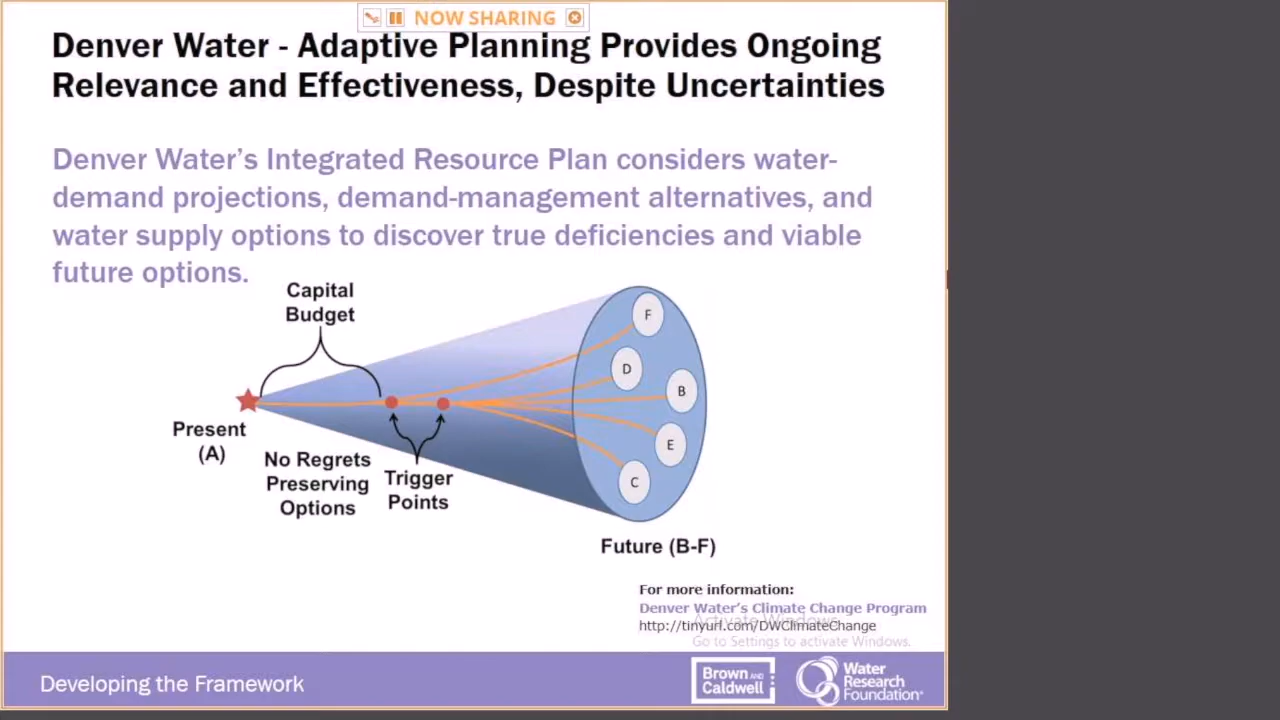 NOW SHARING
Denver Water - Adaptive Planning Provides Ongoing
Relevance and Effectiveness, Despite Uncertainties
Denver Water’s Integrated Resource Plan considers water-
demand projections, demand-management alternatives, and
water supply options to discover true deficiencies and viable
future options.
Capital
Budget
F
D
B
E
C
Present
(A)
No Regrets
Preserving
Options
Trigger
Points
Future (B-F)
For more information:
Denver Water’s Climate Change Program
http://tinyurl.com/DWClimateChange
Activate Windows
Go to Settings to activate Windows.
Developing the Framework
Brown AND
Caldwell
Water
Research
Foundation